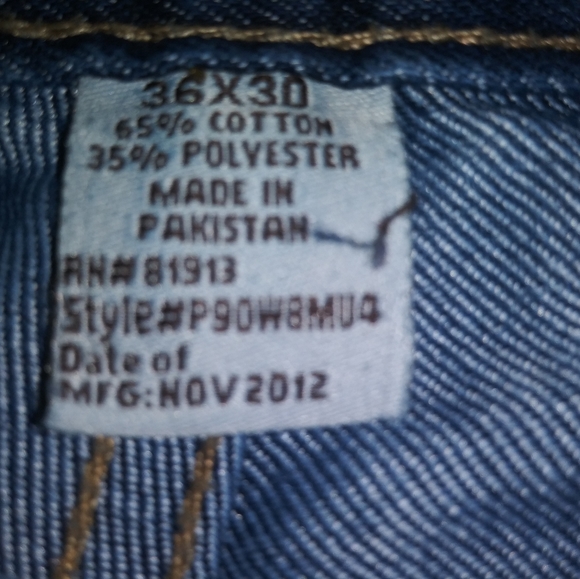 36X30
65% COTTON
35% POLYESTER
MADE IN
PAKISTAN
RN# 81913
Style#P90W8MU4
Date of
MFG:NOV2012